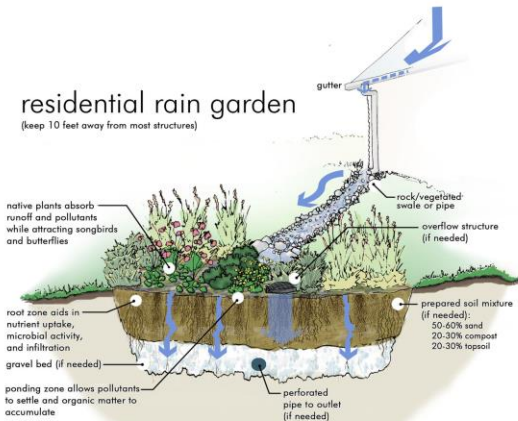 gutter
residential rain garden
(keep 10 feet away from most structures)
rock/vegetated
swale or pipe
native plants absorb
runoff and pollutants
while attracting songbirds
and butterflies
overflow structure
(if needed)
root zone aids in
nutrient uptake,
microbial activity,
and infiltration
prepared soil mixture
(if needed):
50-60% sand
20-30% compost
20-30% topsoil
gravel bed (if needed)
ponding zone allows pollutants
to settle and organic matter to
accumulate
perforated
pipe to outlet
(if needed)